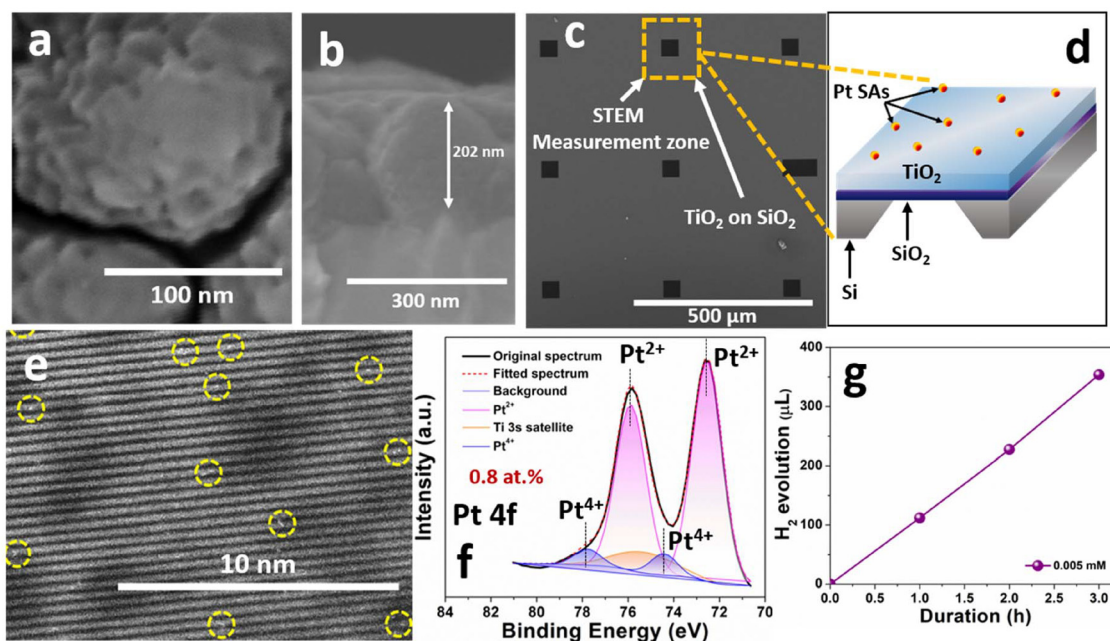 a
100 nm
b
202 nm
300 nm
c
STEM
Measurement zone
TiO₂ on SiO₂
500 µm
d
Pt SAs
TiO₂
SiO₂
Si
e
10 nm
Original spectrum
Fitted spectrum
Background
Pt²⁺
Ti 3s satellite
Pt⁴⁺
Pt²⁺
Pt²⁺
0.8 at.%
Pt⁴⁺
Pt⁴⁺
Pt 4f
f
Intensity (a.u.)
84 82 80 78 76 74 72 70
Binding Energy (eV)
g
H₂ evolution (µL)
400
300
200
100
0
0.005 mM
0.0 0.5 1.0 1.5 2.0 2.5 3.0
Duration (h)